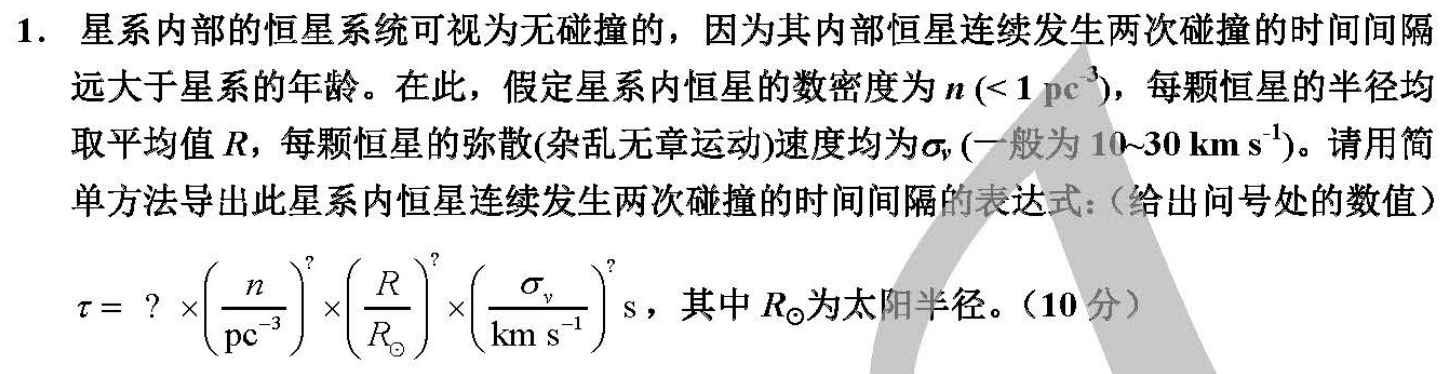 1. 星系内部的恒星系统可视为无碰撞的，因为其内部恒星连续发生两次碰撞的时间间隔
远大于星系的年龄。在此，假定星系内恒星的数密度为 n (< 1 pc⁻³)，每颗恒星的半径均
取平均值 R，每颗恒星的弥散(杂乱无章运动)速度均为σᵥ (一般为 10~30 km s⁻¹)。请用简
单方法导出此星系内恒星连续发生两次碰撞的时间间隔的表达式:（给出问号处的数值）
τ = ? × (n / pc⁻³)^? × (R / R⊙)^? × (σᵥ / km s⁻¹)^? s，其中 R⊙为太阳半径。（10 分）